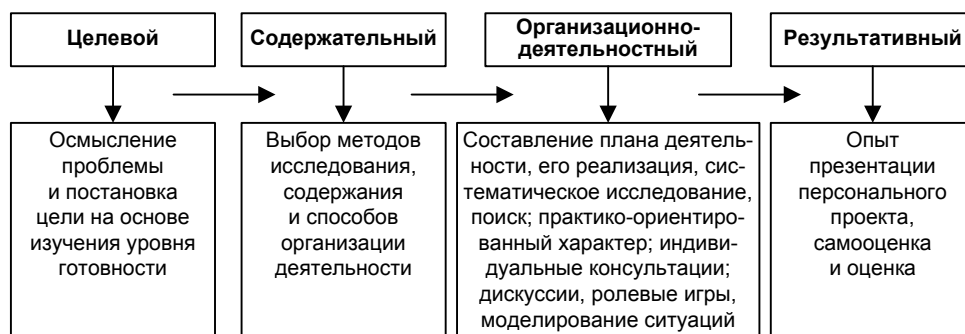 Целевой
Содержательный
Организационно-
деятельностный
Результативный
Осмысление
проблемы
и постановка
цели на основе
изучения уровня
готовности
Выбор методов
исследования,
содержания
и способов
организации
деятельности
Составление плана деятель-
ности, его реализация, сис-
тематическое исследование,
поиск; практико-ориентиро-
ванный характер; индиви-
дуальные консультации;
дискуссии, ролевые игры,
моделирование ситуаций
Опыт
презентации
персонального
проекта,
самооценка
и оценка